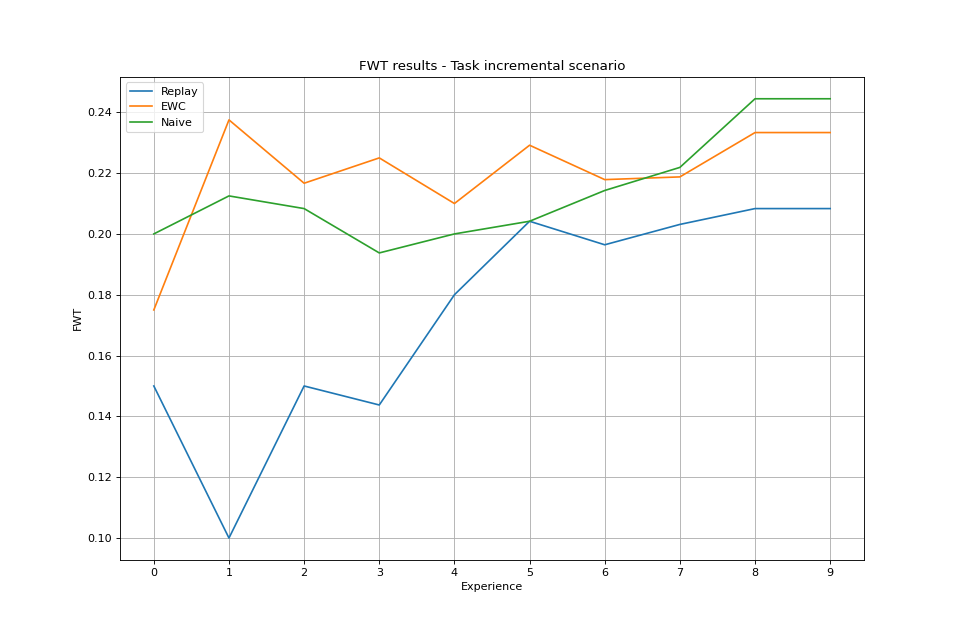 FWT results - Task incremental scenario
Replay
EWC
Naive
0.24
0.22
0.20
0.18
0.16
0.14
0.12
0.10
FWT
0 1 2 3 4 5 6 7 8 9
Experience